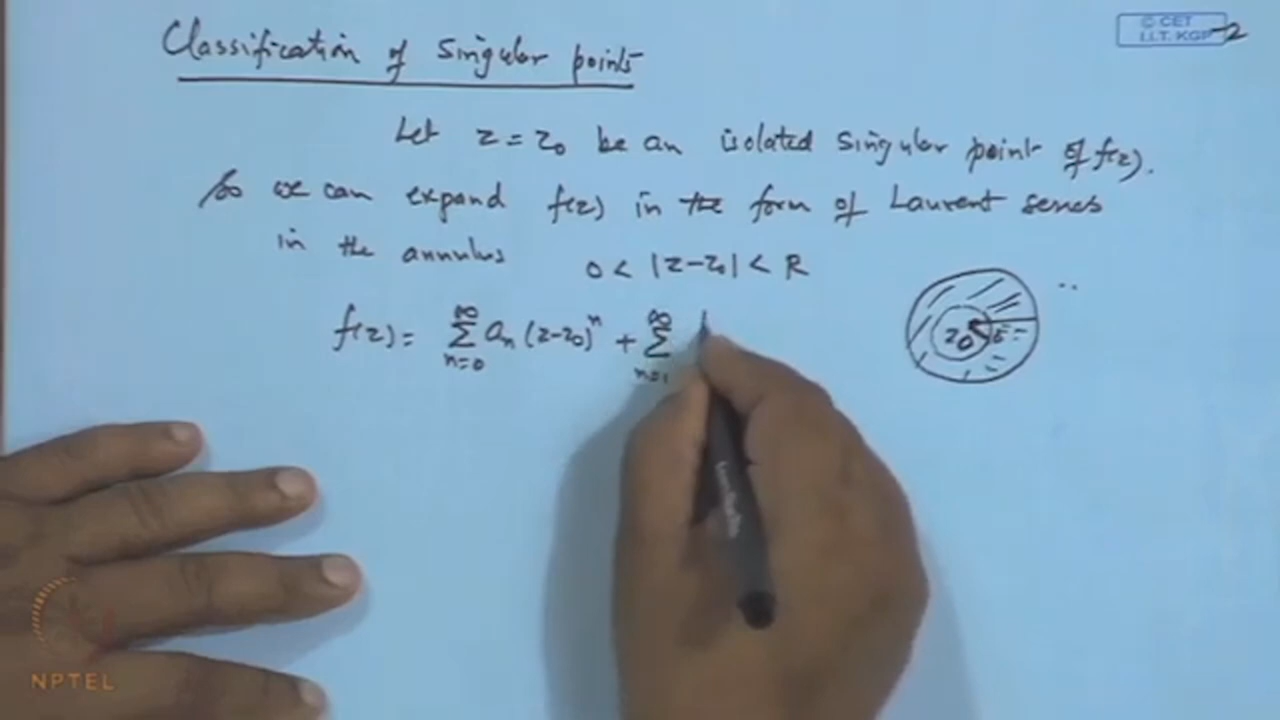 © CET
I.I.T. KGP
-2
Classification of singular points
Let z = z₀ be an isolated singular point of f(z).
So we can expand f(z) in the form of Laurent series
in the annulus 0 < |z-z₀| < R
f(z) = ∞∑n=0 aₙ (z-z₀)ⁿ + ∞∑n=1
z₀
NPTEL